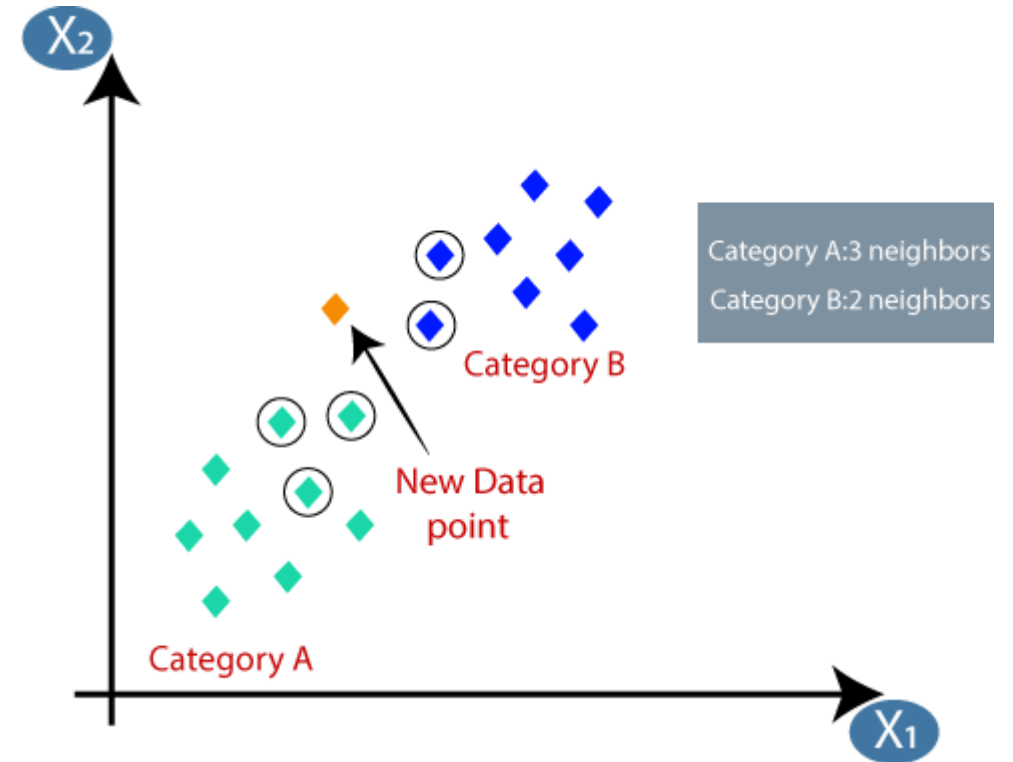 X2
Category A:3 neighbors
Category B:2 neighbors
Category B
New Data
point
Category A
X1